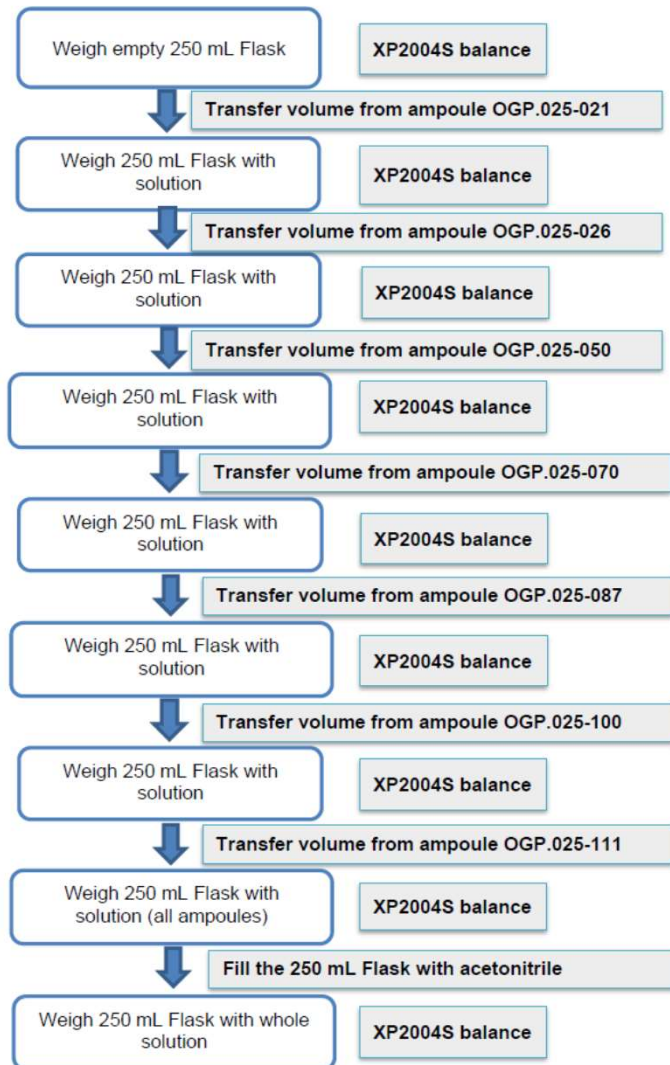 Weigh empty 250 mL Flask
XP2004S balance
Transfer volume from ampoule OGP.025-021
Weigh 250 mL Flask with
solution
XP2004S balance
Transfer volume from ampoule OGP.025-026
Weigh 250 mL Flask with
solution
XP2004S balance
Transfer volume from ampoule OGP.025-050
Weigh 250 mL Flask with
solution
XP2004S balance
Transfer volume from ampoule OGP.025-070
Weigh 250 mL Flask with
solution
XP2004S balance
Transfer volume from ampoule OGP.025-087
Weigh 250 mL Flask with
solution
XP2004S balance
Transfer volume from ampoule OGP.025-100
Weigh 250 mL Flask with
solution
XP2004S balance
Transfer volume from ampoule OGP.025-111
Weigh 250 mL Flask with
solution (all ampoules)
XP2004S balance
Fill the 250 mL Flask with acetonitrile
Weigh 250 mL Flask with whole
solution
XP2004S balance